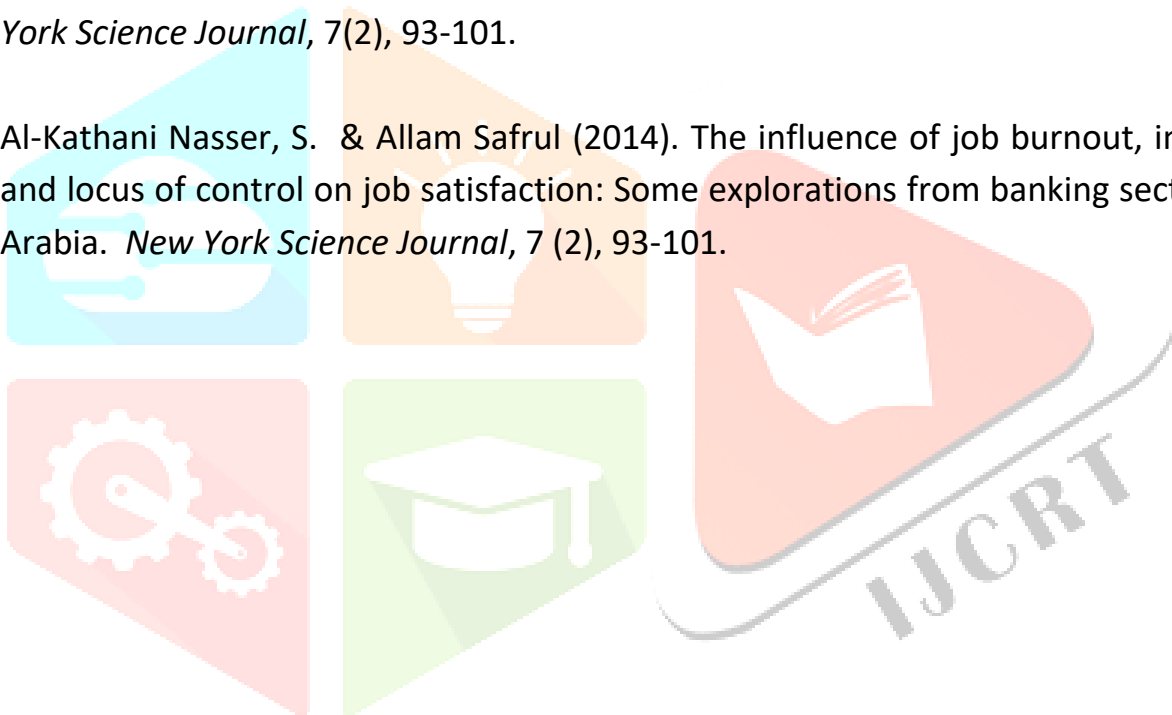 York Science Journal, 7(2), 93-101.
Al-Kathani Nasser, S. & Allam Safrul (2014). The influence of job burnout,
and locus of control on job satisfaction: Some explorations from banking
Arabia. New York Science Journal, 7 (2), 93-101.
IJCRT